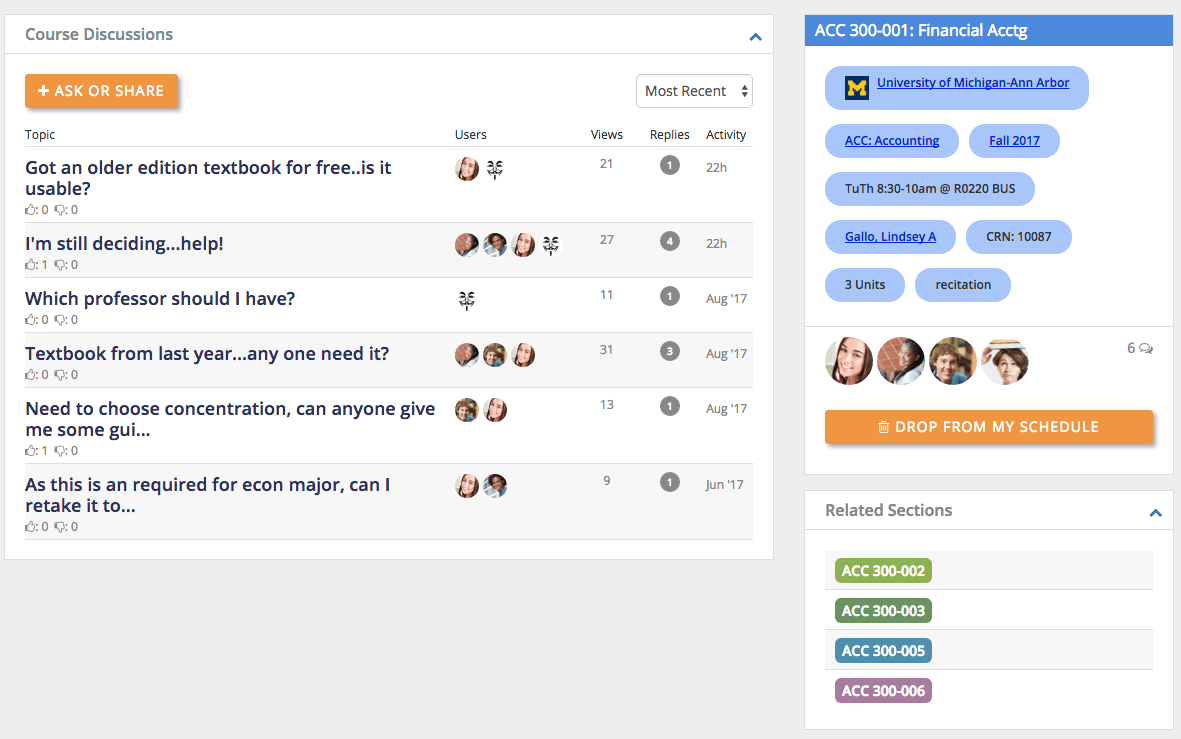 Course Discussions
+ ASK OR SHARE
Most Recent
Topic Users Views Replies Activity
Got an older edition textbook for free..is it
usable?
21 1 22h
: 0 : 0
I'm still deciding...help!
27 4 22h
: 1 : 0
Which professor should I have?
11 1 Aug '17
: 0 : 0
Textbook from last year...any one need it?
31 3 Aug '17
: 0 : 0
Need to choose concentration, can anyone give
me some gui...
13 1 Aug '17
: 1 : 0
As this is an required for econ major, can I
retake it to...
9 1 Jun '17
: 0 : 0
ACC 300-001: Financial Acctg
M University of Michigan-Ann Arbor
ACC: Accounting Fall 2017
TuTh 8:30-10am @ R0220 BUS
Gallo, Lindsey A CRN: 10087
3 Units recitation
6
DROP FROM MY SCHEDULE
Related Sections
ACC 300-002
ACC 300-003
ACC 300-005
ACC 300-006